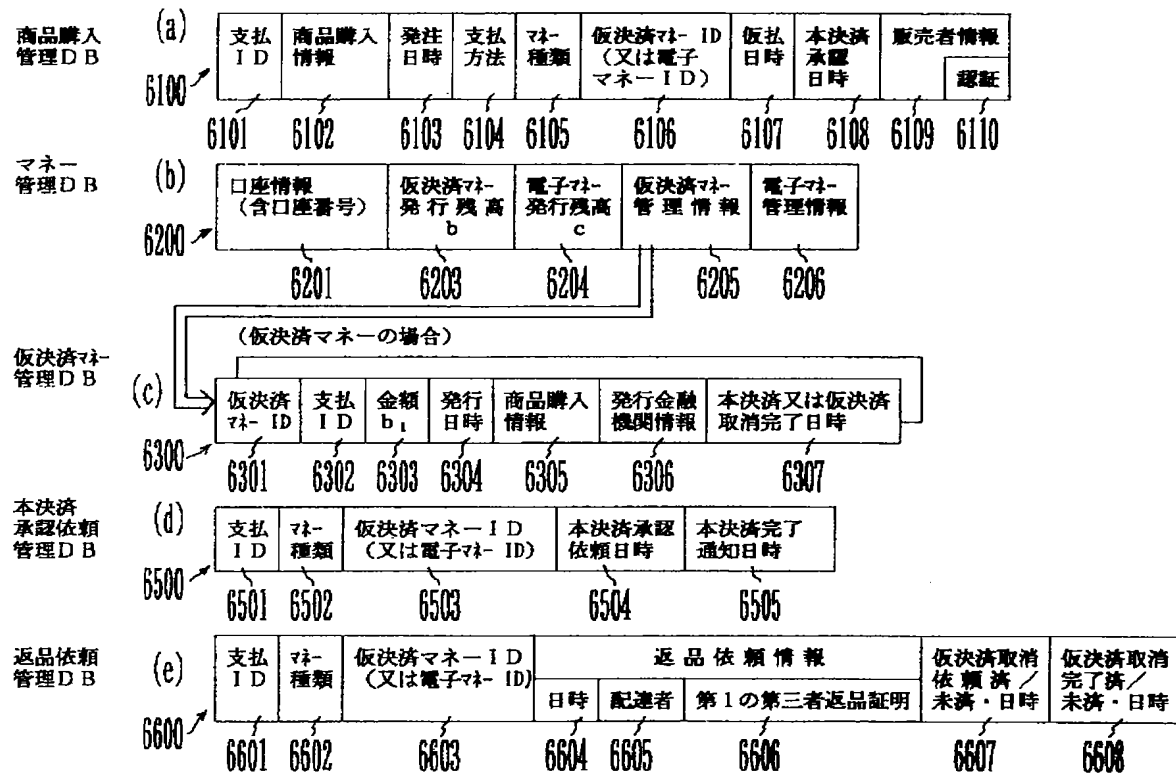 商品購入
管理DB
(a)
6100
支払
ID
商品購入
情報
発注
日時
支払
方法
マネー
種類
仮決済マネーID
(又は電子
マネーID)
仮払
日時
本決済
承認
日時
販売者情報
認証
6101 6102 6103 6104 6105 6106 6107 6108 6109 6110
マネー
管理DB
(b)
6200
口座情報
(含口座番号)
仮決済マネー
発行残高
b
電子マネー
発行残高
c
仮決済マネー
管理情報
電子マネー
管理情報
6201 6203 6204 6205 6206
(仮決済マネーの場合)
仮決済マネー
管理DB
(c)
6300
仮決済
マネーID
支払
ID
金額
b₁
発行
日時
商品購入
情報
発行金融
機関情報
本決済又は仮決済
取消完了日時
6301 6302 6303 6304 6305 6306 6307
本決済
承認依頼
管理DB
(d)
6500
支払
ID
マネー
種類
仮決済マネーID
(又は電子マネーID)
本決済承認
依頼日時
本決済完了
通知日時
6501 6502 6503 6504 6505
返品依頼
管理DB
(e)
6600
支払
ID
マネー
種類
仮決済マネーID
(又は電子マネーID)
返品依頼情報
日時
配達者
第1の第三者返品証明
仮決済取消
依頼済/
未済・日時
仮決済取消
完了済/
未済・日時
6601 6602 6603 6604 6605 6606 6607 6608